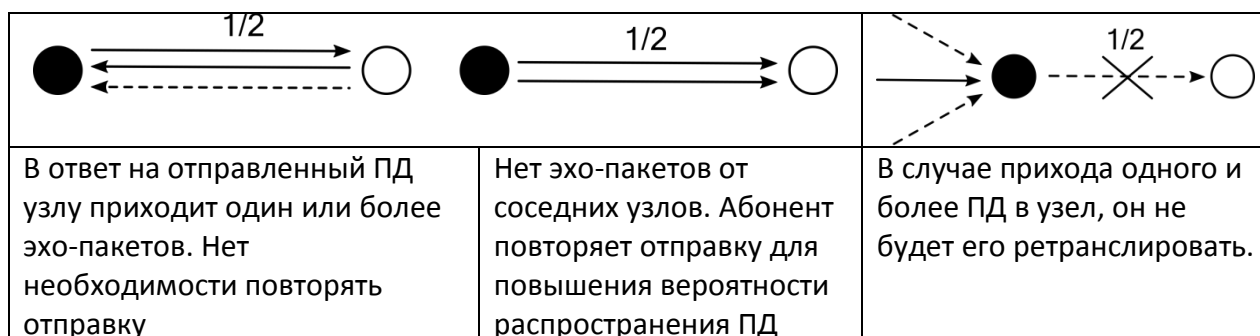 1/2
1/2
1/2
В ответ на отправленный ПД
узлу приходит один или более
эхо-пакетов. Нет
необходимости повторять
отправку
Нет эхо-пакетов от
соседних узлов. Абонент
повторяет отправку для
повышения вероятности
распространения ПД
В случае прихода одного и
более ПД в узел, он не
будет его ретранслировать.